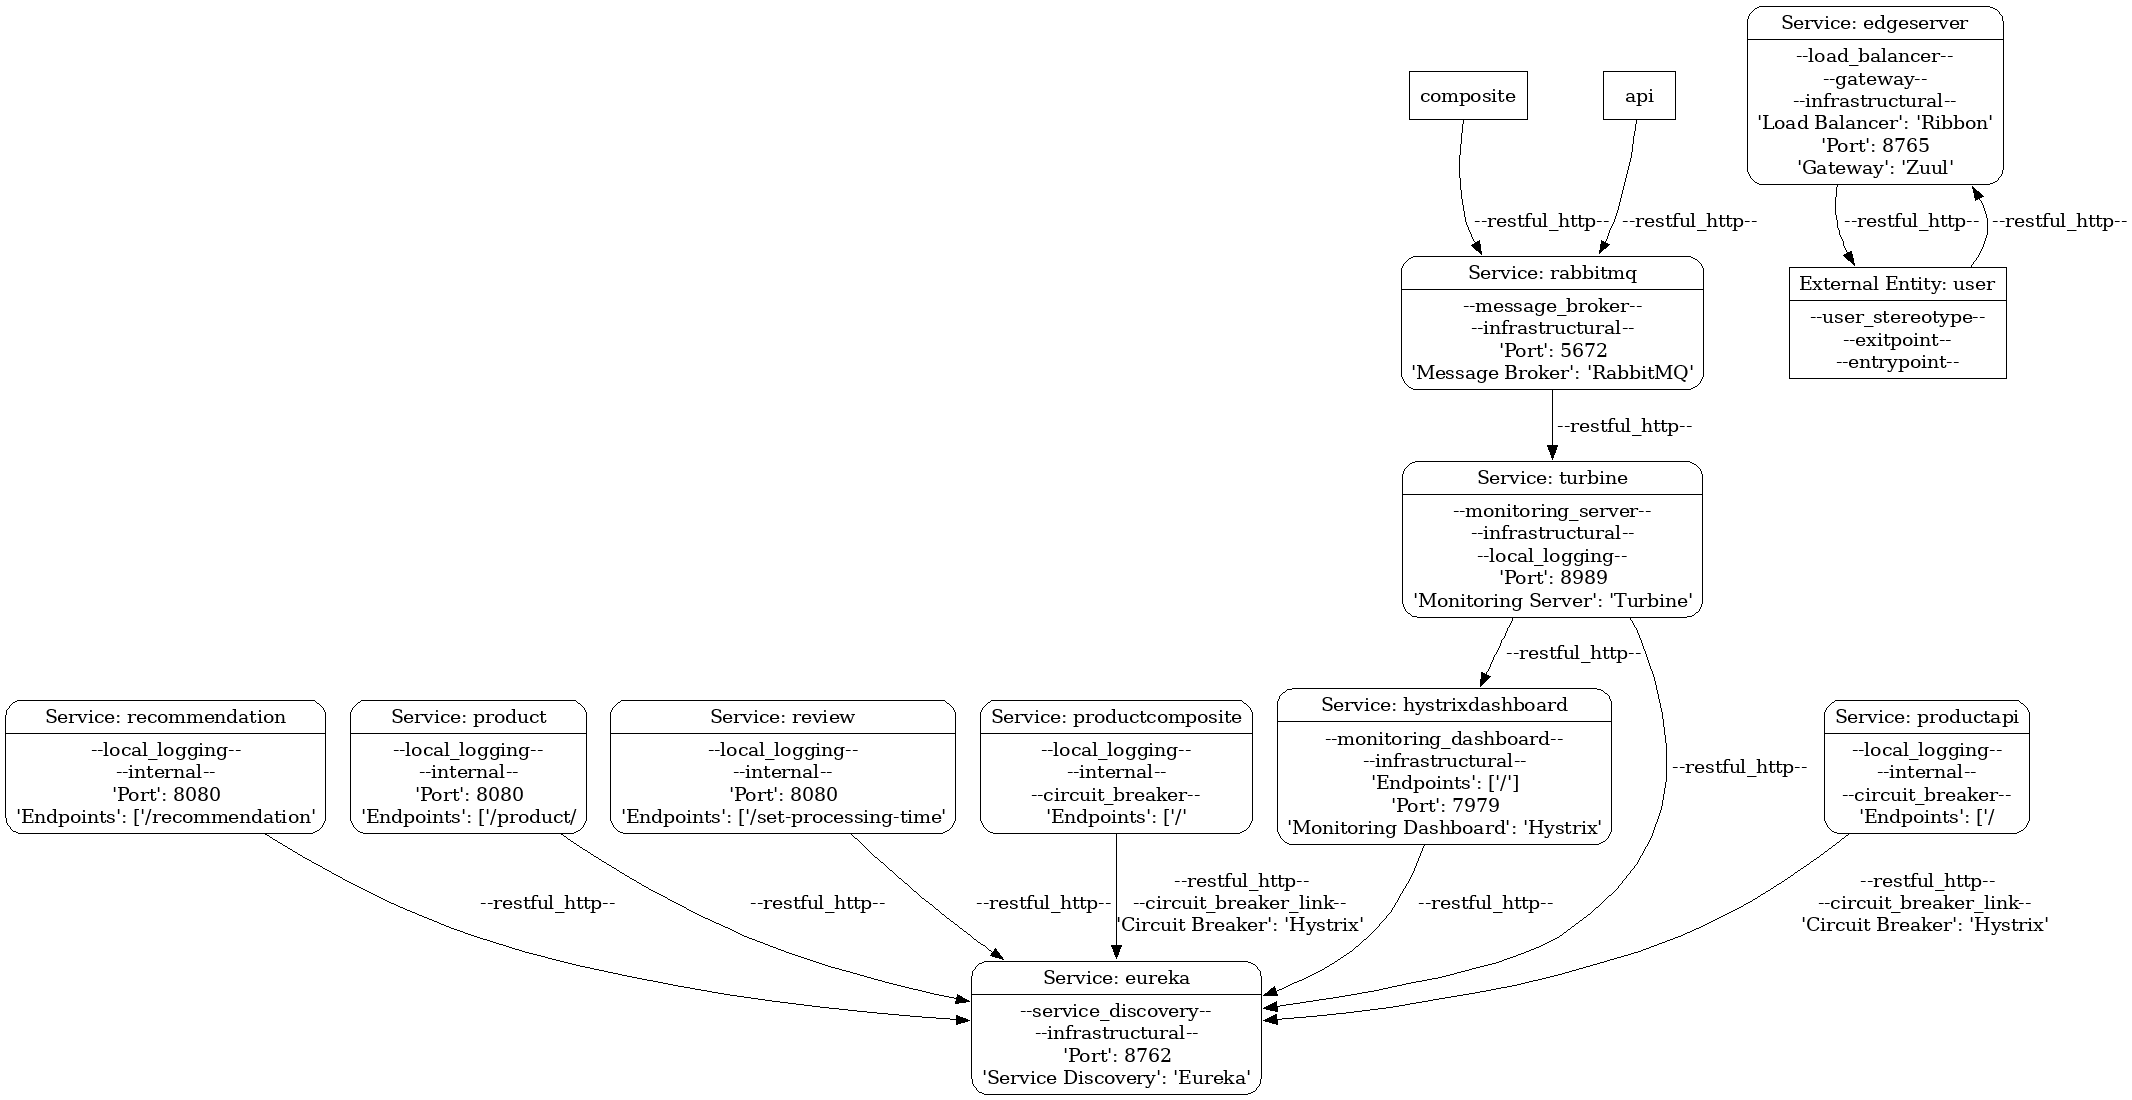 Service: edgeserver
--load_balancer--
--gateway--
--infrastructural--
'Load Balancer': 'Ribbon'
'Port': 8765
'Gateway': 'Zuul'
composite
api
--restful_http--
--restful_http--
--restful_http--
--restful_http--
Service: rabbitmq
--message_broker--
--infrastructural--
'Port': 5672
'Message Broker': 'RabbitMQ'
External Entity: user
--user_stereotype--
--exitpoint--
--entrypoint--
--restful_http--
Service: turbine
--monitoring_server--
--infrastructural--
--local_logging--
'Port': 8989
'Monitoring Server': 'Turbine'
--restful_http--
Service: recommendation
--local_logging--
--internal--
'Port': 8080
'Endpoints': ['/recommendation'
Service: product
--local_logging--
--internal--
'Port': 8080
'Endpoints': ['/product/
Service: review
--local_logging--
--internal--
'Port': 8080
'Endpoints': ['/set-processing-time'
Service: productcomposite
--local_logging--
--internal--
--circuit_breaker--
'Endpoints': ['/'
Service: hystrixdashboard
--monitoring_dashboard--
--infrastructural--
'Endpoints': ['/']
'Port': 7979
'Monitoring Dashboard': 'Hystrix'
--restful_http--
Service: productapi
--local_logging--
--internal--
--circuit_breaker--
'Endpoints': ['/
--restful_http--
--restful_http--
--restful_http--
--restful_http--
--circuit_breaker_link--
'Circuit Breaker': 'Hystrix'
--restful_http--
--restful_http--
--circuit_breaker_link--
'Circuit Breaker': 'Hystrix'
Service: eureka
--service_discovery--
--infrastructural--
'Port': 8762
'Service Discovery': 'Eureka'